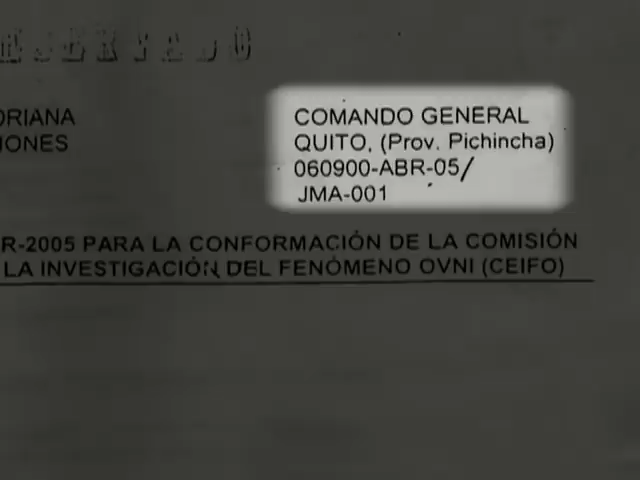 ORIANA
IONES
COMANDO GENERAL
QUITO, (Prov. Pichincha)
060900-ABR-05/
JMA-001
R-2005 PARA LA CONFORMACIÓN DE LA COMISIÓN
LA INVESTIGACIÓN DEL FENÓMENO OVNI (CEIFO)